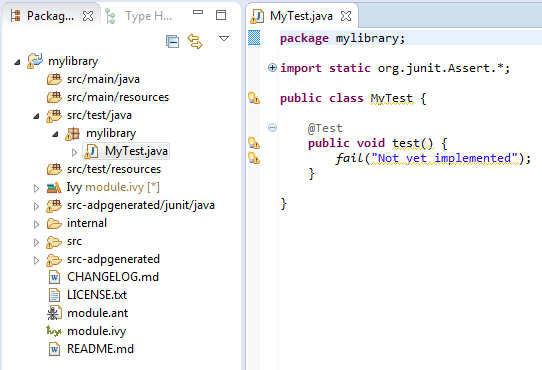 Packag...
Type H...
mylibrary
src/main/java
src/main/resources
src/test/java
mylibrary
MyTest.java
src/test/resources
Ivy module.ivy [*]
src-adpgenerated/junit/java
internal
src
src-adpgenerated
CHANGELOG.md
LICENSE.txt
module.ant
module.ivy
README.md
MyTest.java
package mylibrary;
import static org.junit.Assert.*;
public class MyTest {
@Test
public void test() {
fail("Not yet implemented");
}
}